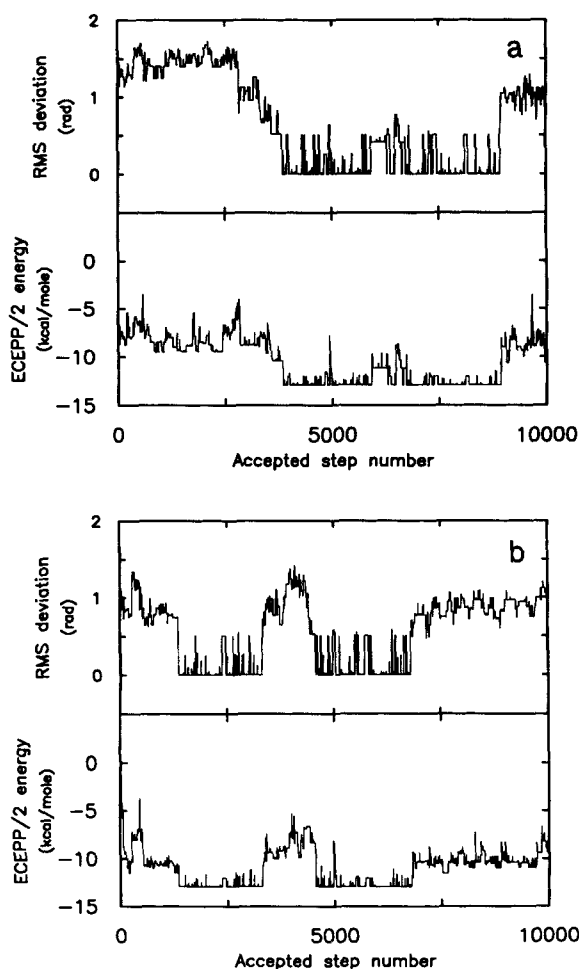 a
2
1
0
RMS deviation
(rad)
0
−5
−10
−15
ECEPP/2 energy
(kcal/mole)
0
5000
10000
Accepted step number
b
2
1
0
RMS deviation
(rad)
0
−5
−10
−15
ECEPP/2 energy
(kcal/mole)
0
5000
10000
Accepted step number